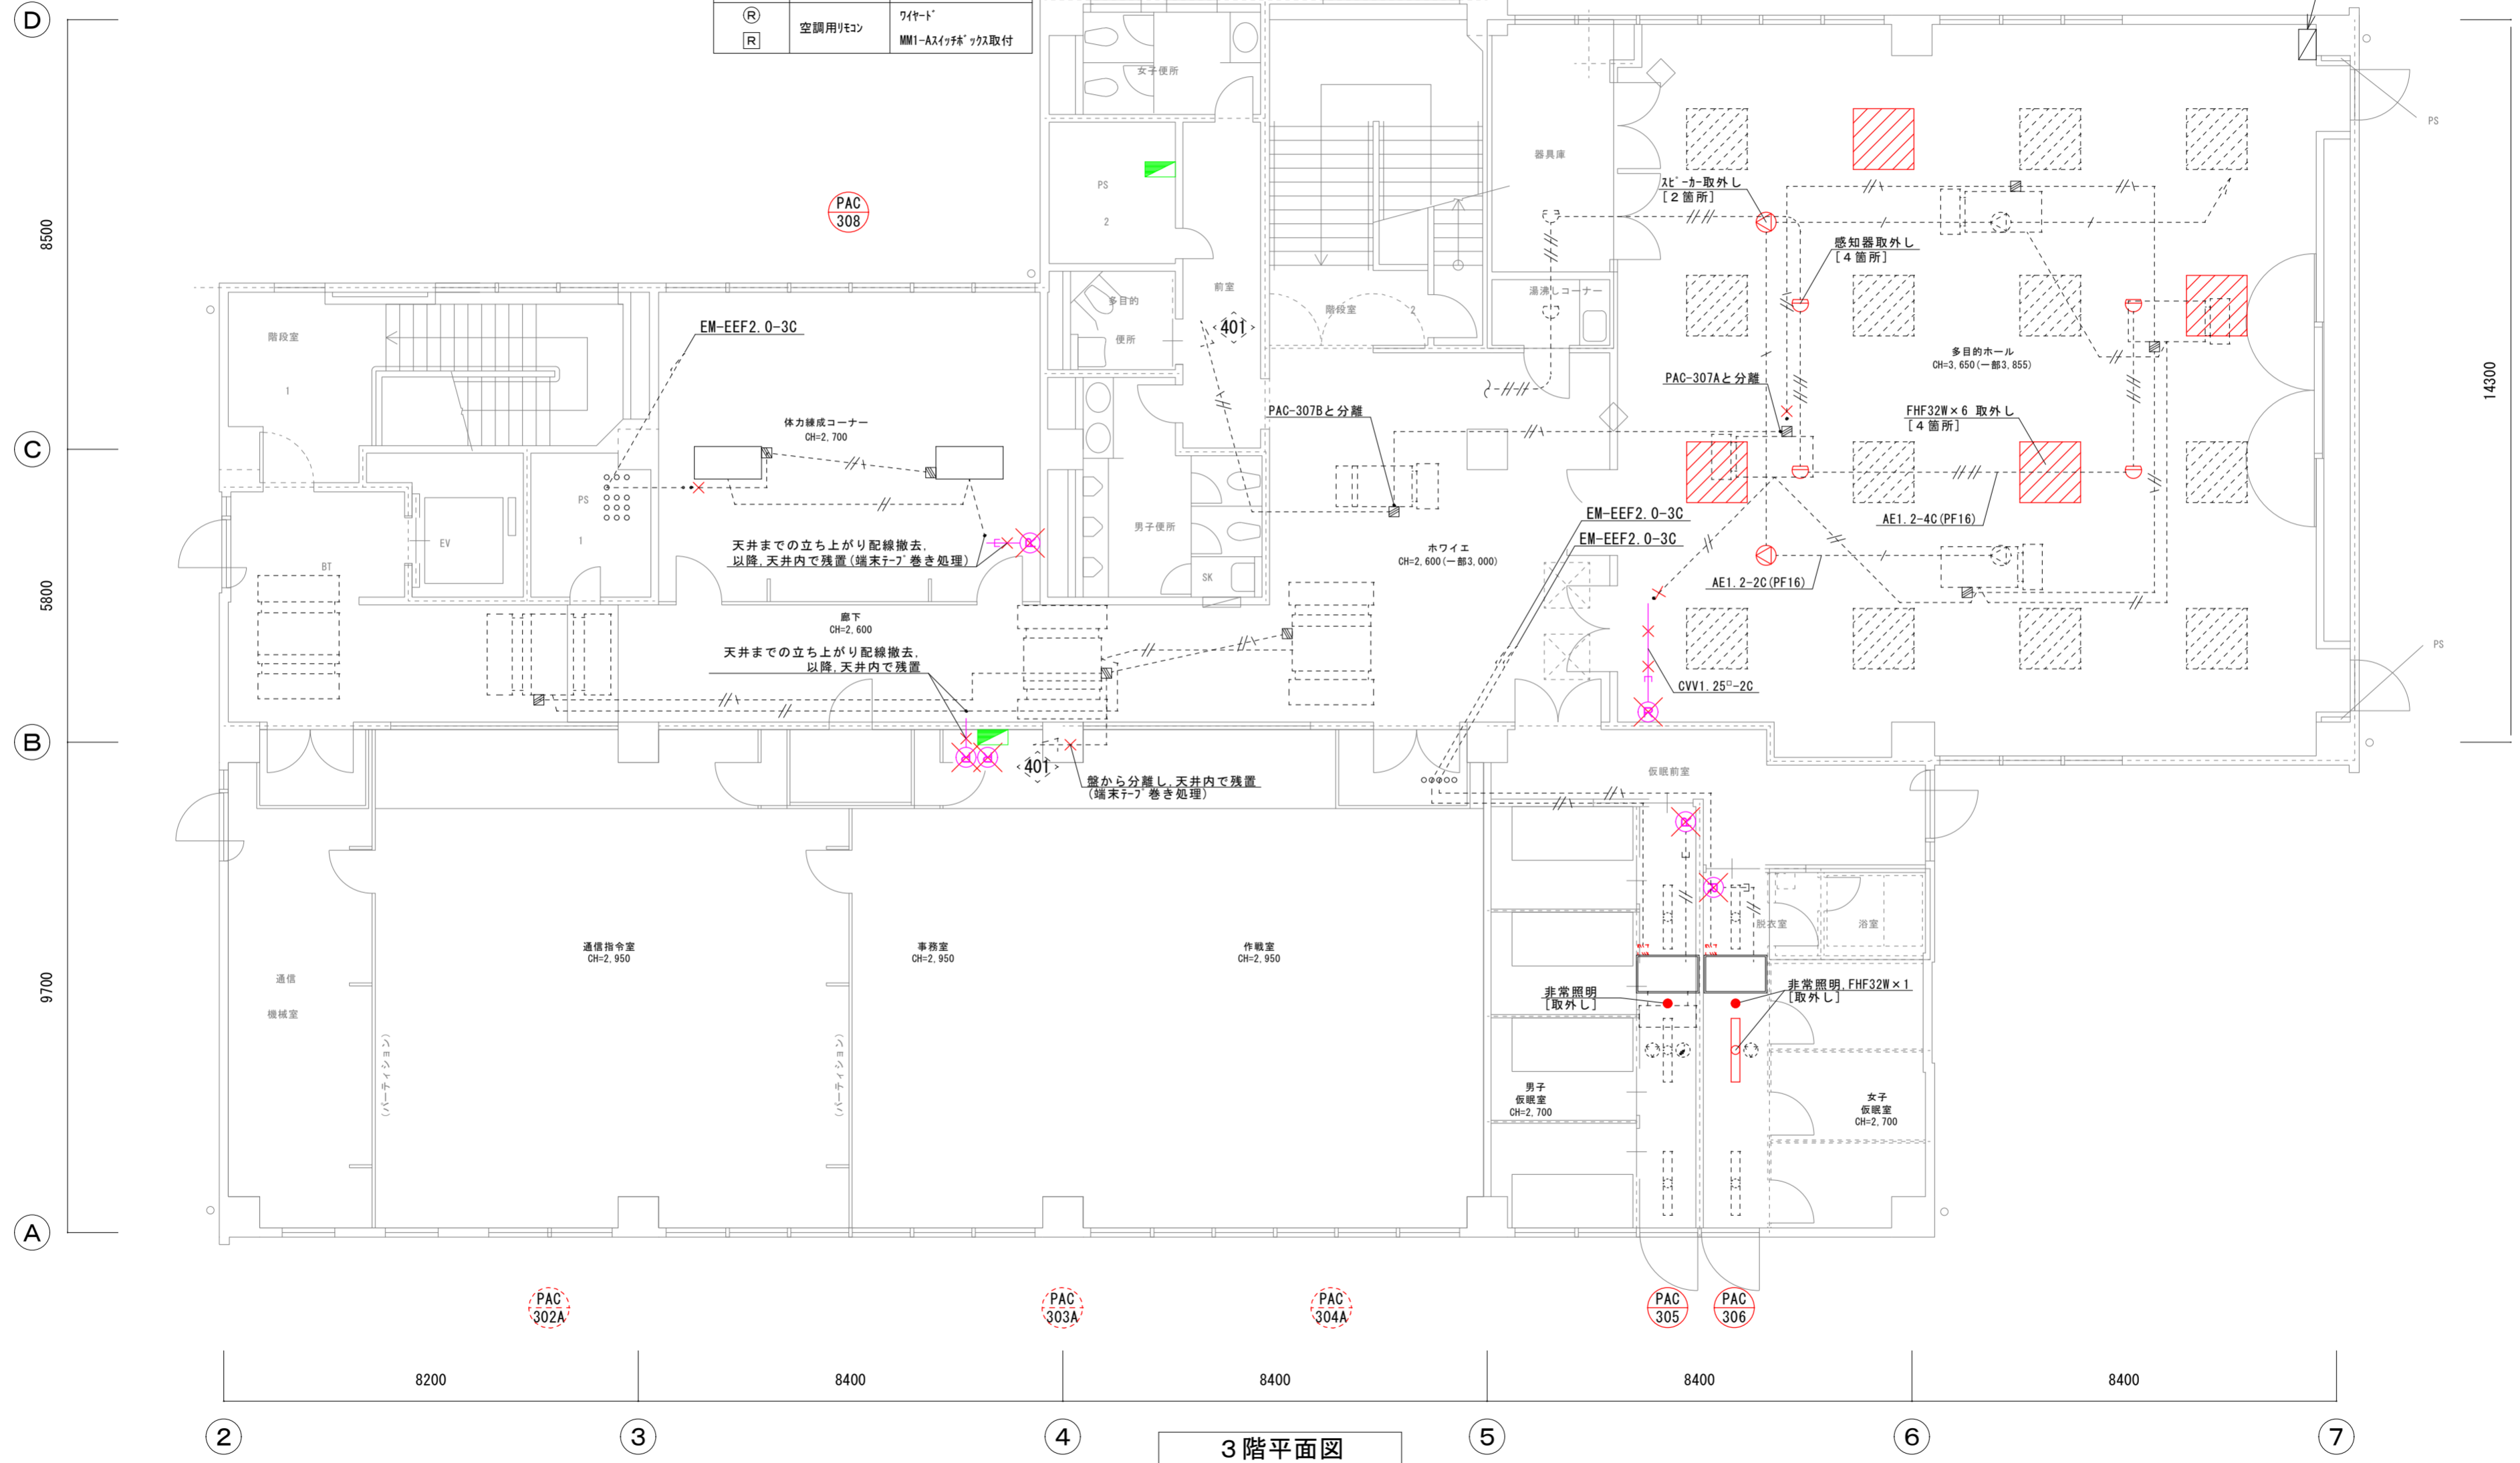 D
R
空調用ﾘﾓｺﾝ
ﾜｲﾔｰﾄﾞ
R
MM1-Aｽｲｯﾁﾎﾞｯｸｽ取付
女子便所
PS
2
PAC
308
器具庫
ｽﾋﾟｰｶｰ取外し
[2箇所]
感知器取外し
[4箇所]
PS
8500
階段室
1
EM-EEF2.0-3C
多目的
便所
前室
401
階段室 2
湯沸しコーナー
多目的ホール
CH=3,650(一部3,855)
14300
PAC-307Aと分離
PAC-307Bと分離
FHF32W×6 取外し
[4箇所]
C
体力練成コーナー
CH=2,700
PS
1
EV
BT
男子便所
SK
天井までの立ち上がり配線撤去,
以降,天井内で残置(端末ﾃｰﾌﾟ巻き処理)
ホワイエ
CH=2,600(一部3,000)
EM-EEF2.0-3C
EM-EEF2.0-3C
AE1.2-4C(PF16)
AE1.2-2C(PF16)
5800
廊下
CH=2,600
天井までの立ち上がり配線撤去,
以降,天井内で残置
CVV1.25□-2C
PS
B
401
盤から分離し,天井内で残置
(端末ﾃｰﾌﾟ巻き処理)
仮眠前室
脱衣室
浴室
通信指令室
CH=2,950
事務室
CH=2,950
作戦室
CH=2,950
9700
通信
機械室
(パーティション)
(パーティション)
非常照明
[取外し]
非常照明,FHF32W×1
[取外し]
男子
仮眠室
CH=2,700
女子
仮眠室
CH=2,700
A
PAC
302A
PAC
303A
PAC
304A
PAC
305
PAC
306
8200
8400
8400
8400
8400
2
3
4
5
6
7
3階平面図